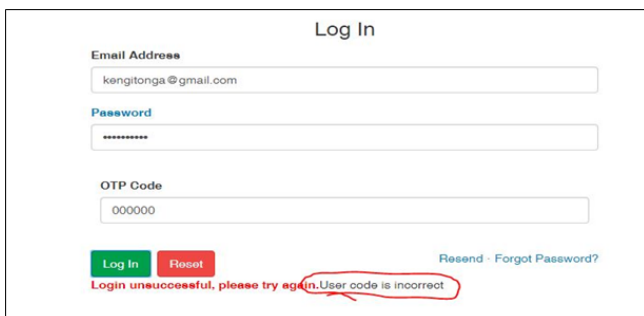 Log In
Email Address
kengitonga@gmail.com
Password
••••••••••
OTP Code
000000
Log In Reset Resend · Forgot Password?
Login unsuccessful, please try again.User code is incorrect